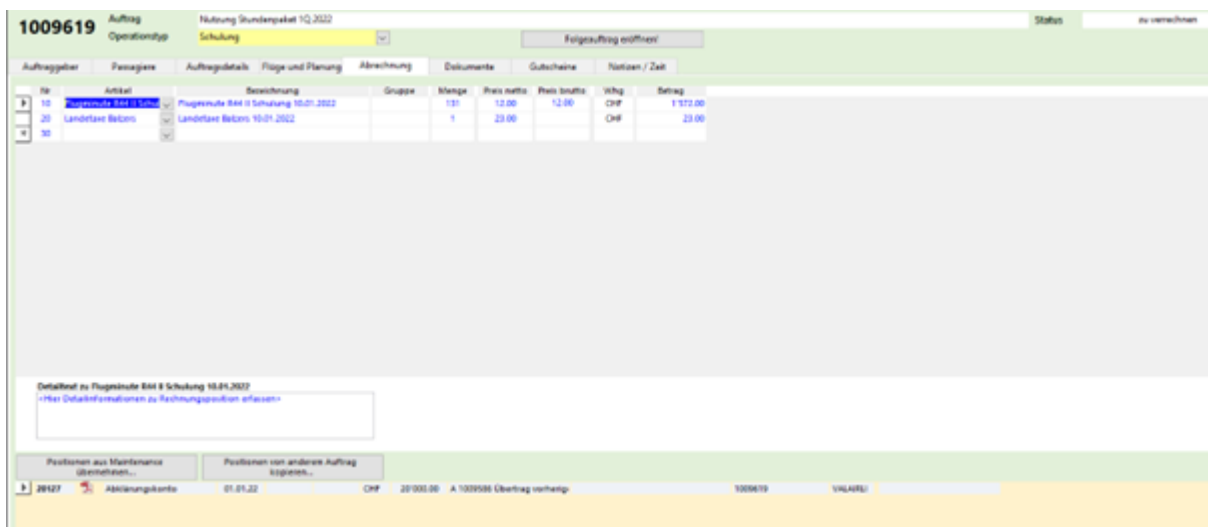 1009619 Auftrag Nutzung Stundenpaket 1Q 2022 Status zu verrechnen
Operationstyp Schulung Folgeauftrag eröffnen!
Auftraggeber Passagiere Auftragsdetails Flüge und Planung Abrechnung Dokumente Gutscheine Notizen / Zeit
Nr Artikel Bezeichnung Gruppe Menge Preis netto Preis brutto Whg Betrag
10 Flugminute R44 II Schul Flugminute R44 II Schulung 10.01.2022 131 12.00 12.00 CHF 1'572.00
20 Landetaxe Balzers Landetaxe Balzers 10.01.2022 1 23.00 CHF 23.00
30
Detailtext zu Flugminute R44 II Schulung 10.01.2022
<Hier Detailinformationen zu Rechnungsposition erfassen>
Positionen aus Maintenance übernehmen... Positionen von anderem Auftrag kopieren...
20127 Abklärungskonto 01.01.22 CHF 20'000.00 A 1009586 Übertrag vorherig- 1009619